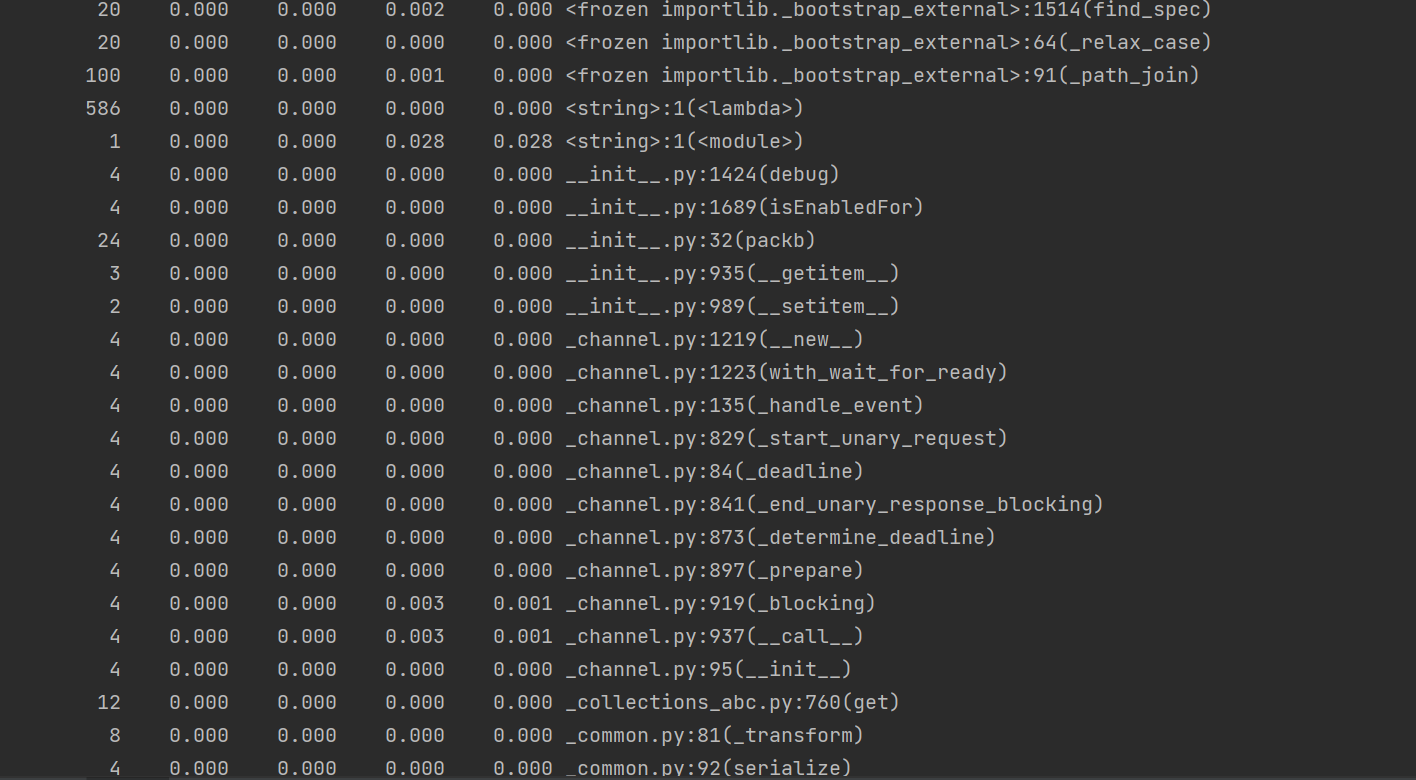 20    0.000    0.000    0.002    0.000 <frozen importlib._bootstrap_external>:1514(find_spec)
20    0.000    0.000    0.000    0.000 <frozen importlib._bootstrap_external>:64(_relax_case)
100    0.000    0.000    0.001    0.000 <frozen importlib._bootstrap_external>:91(_path_join)
586    0.000    0.000    0.000    0.000 <string>:1(<lambda>)
1    0.000    0.000    0.028    0.028 <string>:1(<module>)
4    0.000    0.000    0.000    0.000 __init__.py:1424(debug)
4    0.000    0.000    0.000    0.000 __init__.py:1689(isEnabledFor)
24    0.000    0.000    0.000    0.000 __init__.py:32(packb)
3    0.000    0.000    0.000    0.000 __init__.py:935(__getitem__)
2    0.000    0.000    0.000    0.000 __init__.py:989(__setitem__)
4    0.000    0.000    0.000    0.000 _channel.py:1219(__new__)
4    0.000    0.000    0.000    0.000 _channel.py:1223(with_wait_for_ready)
4    0.000    0.000    0.000    0.000 _channel.py:135(_handle_event)
4    0.000    0.000    0.000    0.000 _channel.py:829(_start_unary_request)
4    0.000    0.000    0.000    0.000 _channel.py:84(_deadline)
4    0.000    0.000    0.000    0.000 _channel.py:841(_end_unary_response_blocking)
4    0.000    0.000    0.000    0.000 _channel.py:873(_determine_deadline)
4    0.000    0.000    0.000    0.000 _channel.py:897(_prepare)
4    0.000    0.000    0.003    0.001 _channel.py:919(_blocking)
4    0.000    0.000    0.003    0.001 _channel.py:937(__call__)
4    0.000    0.000    0.000    0.000 _channel.py:95(__init__)
12    0.000    0.000    0.000    0.000 _collections_abc.py:760(get)
8    0.000    0.000    0.000    0.000 _common.py:81(_transform)
4    0.000    0.000    0.000    0.000 _common.py:92(serialize)